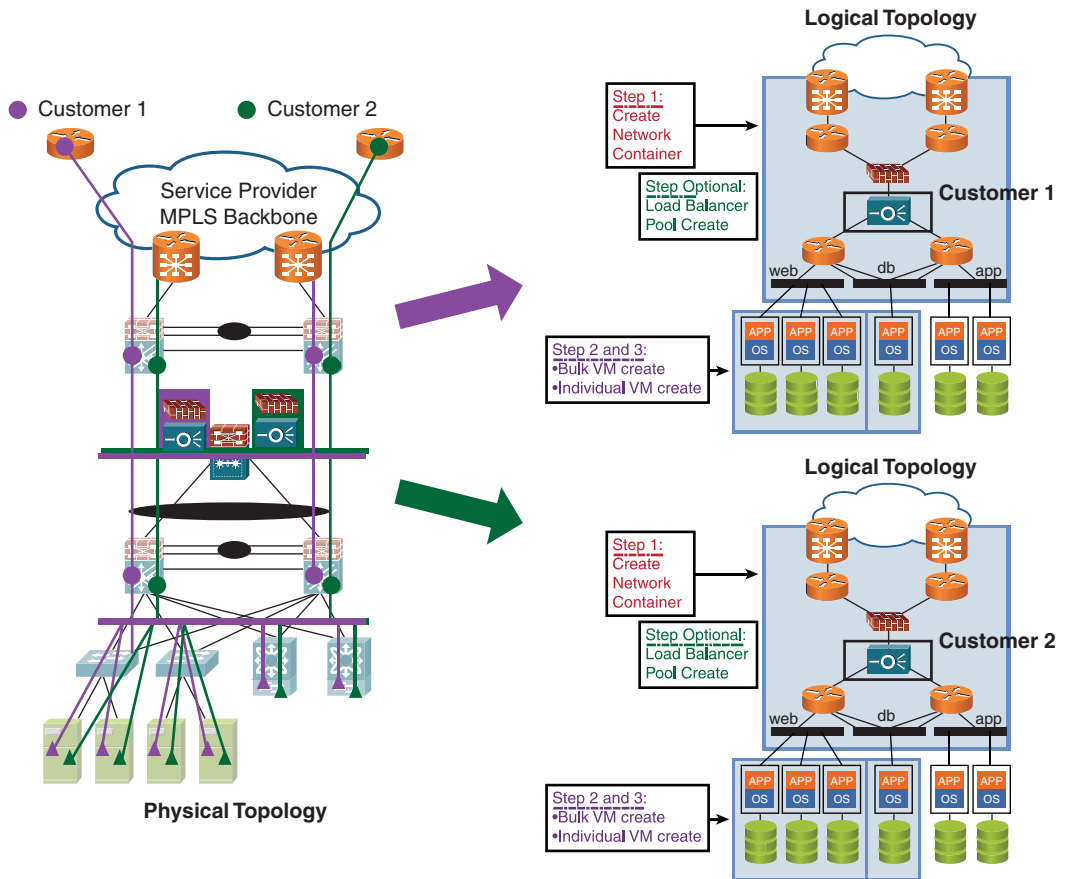 Customer 1
Customer 2
Service Provider
MPLS Backbone
Physical Topology
Logical Topology
Step 1:
Create
Network
Container
Step Optional:
Load Balancer
Pool Create
Customer 1
web
db
app
Step 2 and 3:
•Bulk VM create
•Individual VM create
APP
APP
APP
APP
APP
APP
OS
OS
OS
OS
OS
OS
Logical Topology
Step 1:
Create
Network
Container
Step Optional:
Load Balancer
Pool Create
Customer 2
web
db
app
Step 2 and 3:
•Bulk VM create
•Individual VM create
APP
APP
APP
APP
APP
APP
OS
OS
OS
OS
OS
OS